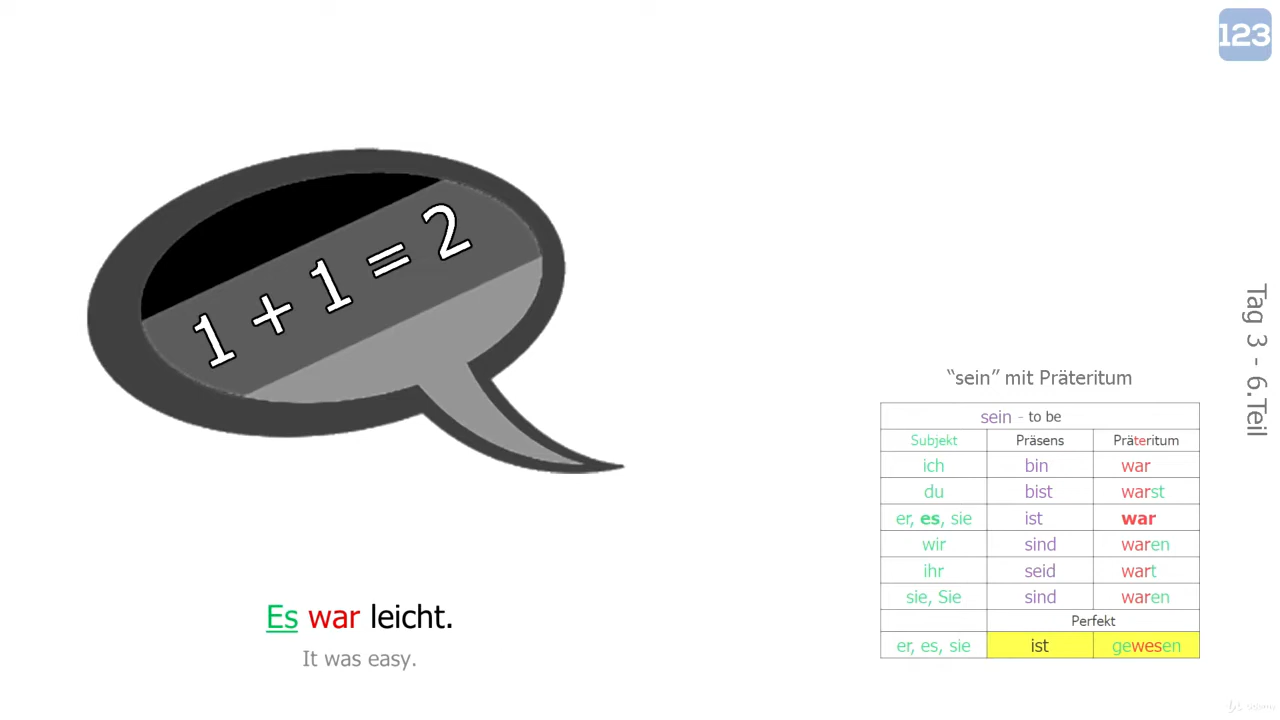 123
1 + 1 = 2
Tag 3 - 6.Teil
"sein" mit Präteritum
sein - to be
Subjekt Präsens Präteritum
ich bin war
du bist warst
er, es, sie ist war
wir sind waren
ihr seid wart
sie, Sie sind waren
Perfekt
er, es, sie ist gewesen
Es war leicht.
It was easy.